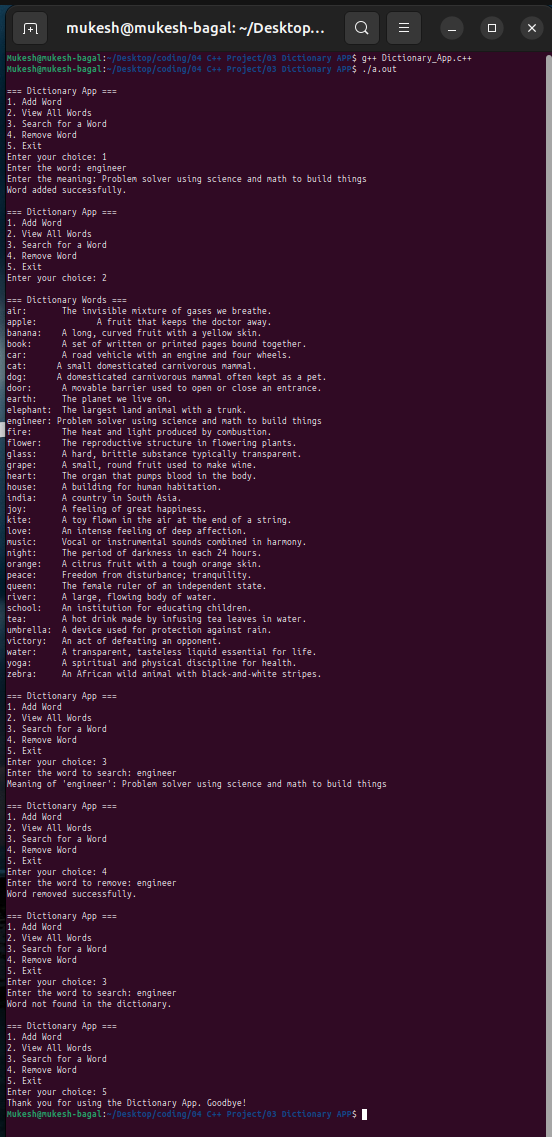 mukesh@mukesh-bagal: ~/Desktop...
Mukesh@mukesh-bagal:~/Desktop/coding/04 C++ Project/03 Dictionary APP$ g++ Dictionary_App.c++
Mukesh@mukesh-bagal:~/Desktop/coding/04 C++ Project/03 Dictionary APP$ ./a.out
=== Dictionary App ===
1. Add Word
2. View All Words
3. Search for a Word
4. Remove Word
5. Exit
Enter your choice: 1
Enter the word: engineer
Enter the meaning: Problem solver using science and math to build things
Word added successfully.
=== Dictionary App ===
1. Add Word
2. View All Words
3. Search for a Word
4. Remove Word
5. Exit
Enter your choice: 2
=== Dictionary Words ===
air: The invisible mixture of gases we breathe.
apple: A fruit that keeps the doctor away.
banana: A long, curved fruit with a yellow skin.
book: A set of written or printed pages bound together.
car: A road vehicle with an engine and four wheels.
cat: A small domesticated carnivorous mammal.
dog: A domesticated carnivorous mammal often kept as a pet.
door: A movable barrier used to open or close an entrance.
earth: The planet we live on.
elephant: The largest land animal with a trunk.
engineer: Problem solver using science and math to build things
fire: The heat and light produced by combustion.
flower: The reproductive structure in flowering plants.
glass: A hard, brittle substance typically transparent.
grape: A small, round fruit used to make wine.
heart: The organ that pumps blood in the body.
house: A building for human habitation.
india: A country in South Asia.
joy: A feeling of great happiness.
kite: A toy flown in the air at the end of a string.
love: An intense feeling of deep affection.
music: Vocal or instrumental sounds combined in harmony.
night: The period of darkness in each 24 hours.
orange: A citrus fruit with a tough orange skin.
peace: Freedom from disturbance; tranquility.
queen: The female ruler of an independent state.
river: A large, flowing body of water.
school: An institution for educating children.
tea: A hot drink made by infusing tea leaves in water.
umbrella: A device used for protection against rain.
victory: An act of defeating an opponent.
water: A transparent, tasteless liquid essential for life.
yoga: A spiritual and physical discipline for health.
zebra: An African wild animal with black-and-white stripes.
=== Dictionary App ===
1. Add Word
2. View All Words
3. Search for a Word
4. Remove Word
5. Exit
Enter your choice: 3
Enter the word to search: engineer
Meaning of 'engineer': Problem solver using science and math to build things
=== Dictionary App ===
1. Add Word
2. View All Words
3. Search for a Word
4. Remove Word
5. Exit
Enter your choice: 4
Enter the word to remove: engineer
Word removed successfully.
=== Dictionary App ===
1. Add Word
2. View All Words
3. Search for a Word
4. Remove Word
5. Exit
Enter your choice: 3
Enter the word to search: engineer
Word not found in the dictionary.
=== Dictionary App ===
1. Add Word
2. View All Words
3. Search for a Word
4. Remove Word
5. Exit
Enter your choice: 5
Thank you for using the Dictionary App. Goodbye!
Mukesh@mukesh-bagal:~/Desktop/coding/04 C++ Project/03 Dictionary APP$